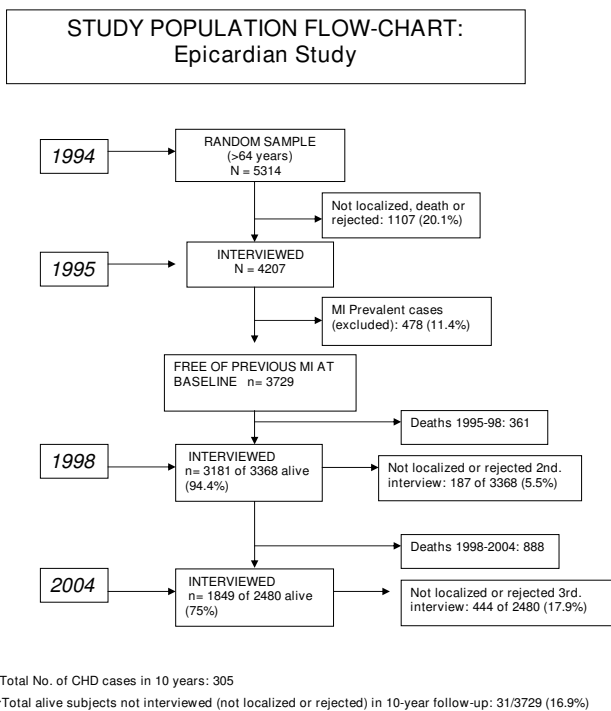 STUDY POPULATION FLOW-CHART:
Epicardian Study
1994
RANDOM SAMPLE
(>64 years)
N = 5314
Not localized, death or
rejected: 1107 (20.1%)
1995
INTERVIEWED
N = 4207
MI Prevalent cases
(excluded): 478 (11.4%)
FREE OF PREVIOUS MI AT
BASELINE n= 3729
Deaths 1995-98: 361
1998
INTERVIEWED
n= 3181 of 3368 alive
(94.4%)
Not localized or rejected 2nd.
interview: 187 of 3368 (5.5%)
Deaths 1998-2004: 888
2004
INTERVIEWED
n= 1849 of 2480 alive
(75%)
Not localized or rejected 3rd.
interview: 444 of 2480 (17.9%)
Total No. of CHD cases in 10 years: 305
Total alive subjects not interviewed (not localized or rejected) in 10-year follow-up: 31/3729 (16.9%)